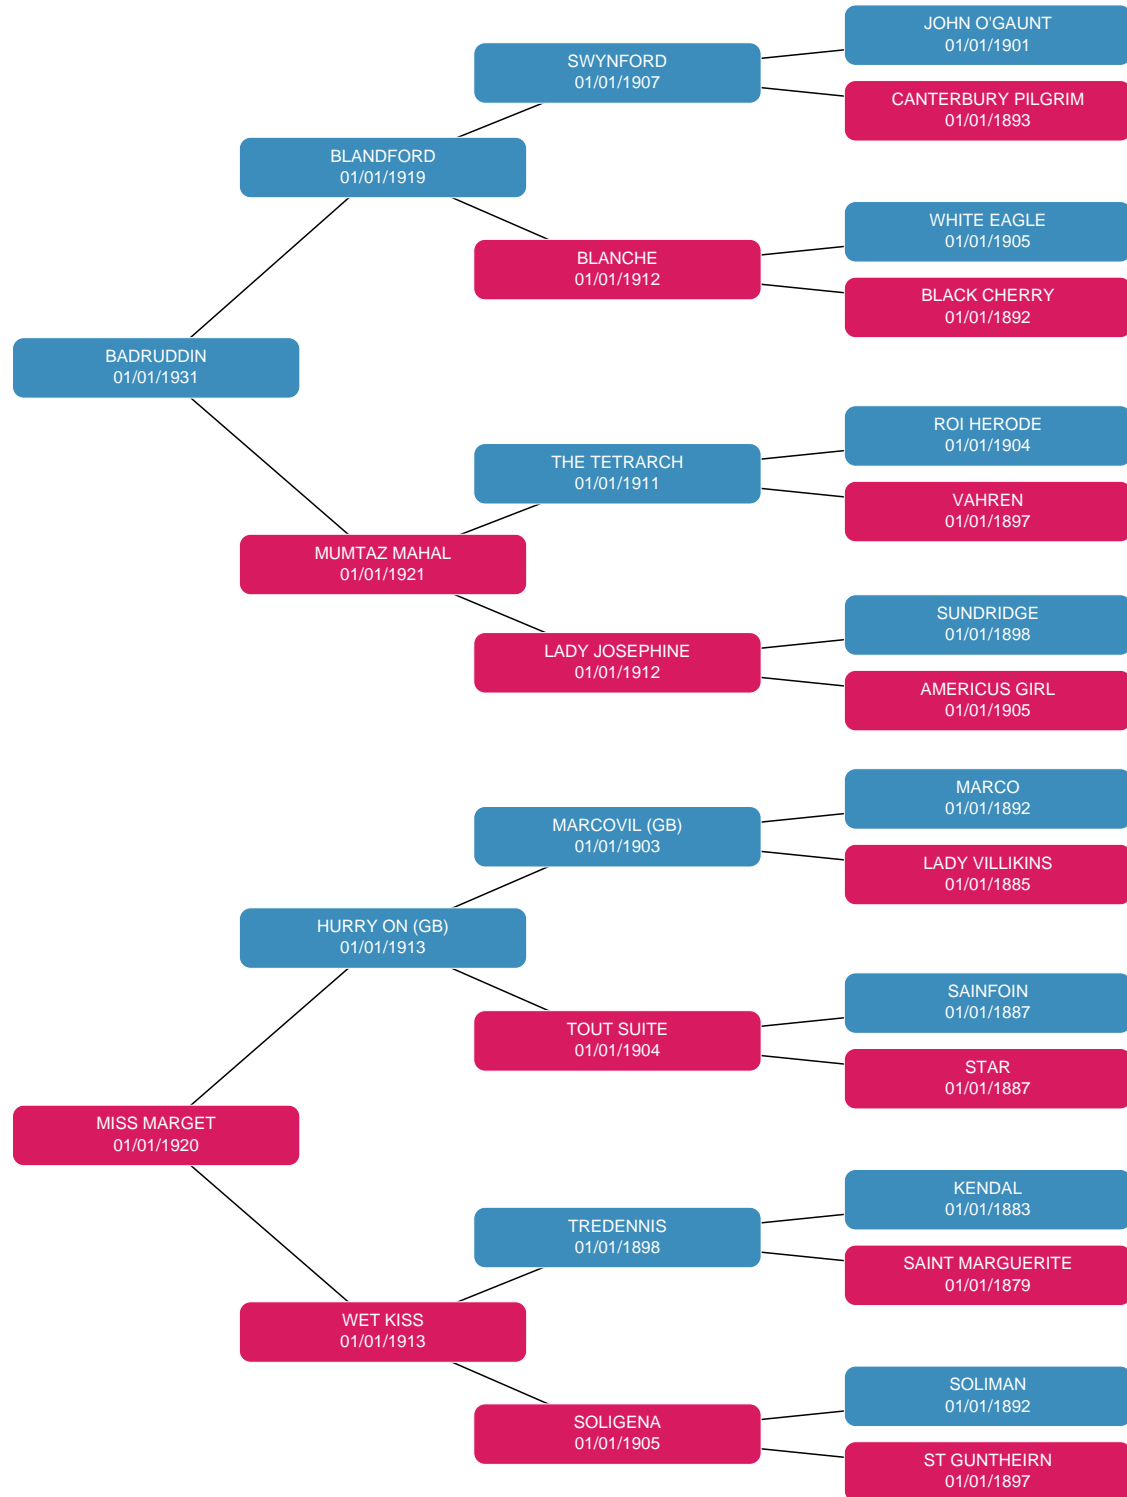 JOHN O'GAUNT
01/01/1901
SWYNFORD
01/01/1907
CANTERBURY PILGRIM
01/01/1893
BLANDFORD
01/01/1919
WHITE EAGLE
01/01/1905
BLANCHE
01/01/1912
BLACK CHERRY
01/01/1892
BADRUDDIN
01/01/1931
ROI HERODE
01/01/1904
THE TETRARCH
01/01/1911
VAHREN
01/01/1897
MUMTAZ MAHAL
01/01/1921
SUNDRIDGE
01/01/1898
LADY JOSEPHINE
01/01/1912
AMERICUS GIRL
01/01/1905
MARCO
01/01/1892
MARCOVIL (GB)
01/01/1903
LADY VILLIKINS
01/01/1885
HURRY ON (GB)
01/01/1913
SAINFOIN
01/01/1887
TOUT SUITE
01/01/1904
STAR
01/01/1887
MISS MARGET
01/01/1920
KENDAL
01/01/1883
TREDENNIS
01/01/1898
SAINT MARGUERITE
01/01/1879
WET KISS
01/01/1913
SOLIMAN
01/01/1892
SOLIGENA
01/01/1905
ST GUNTHEIRN
01/01/1897